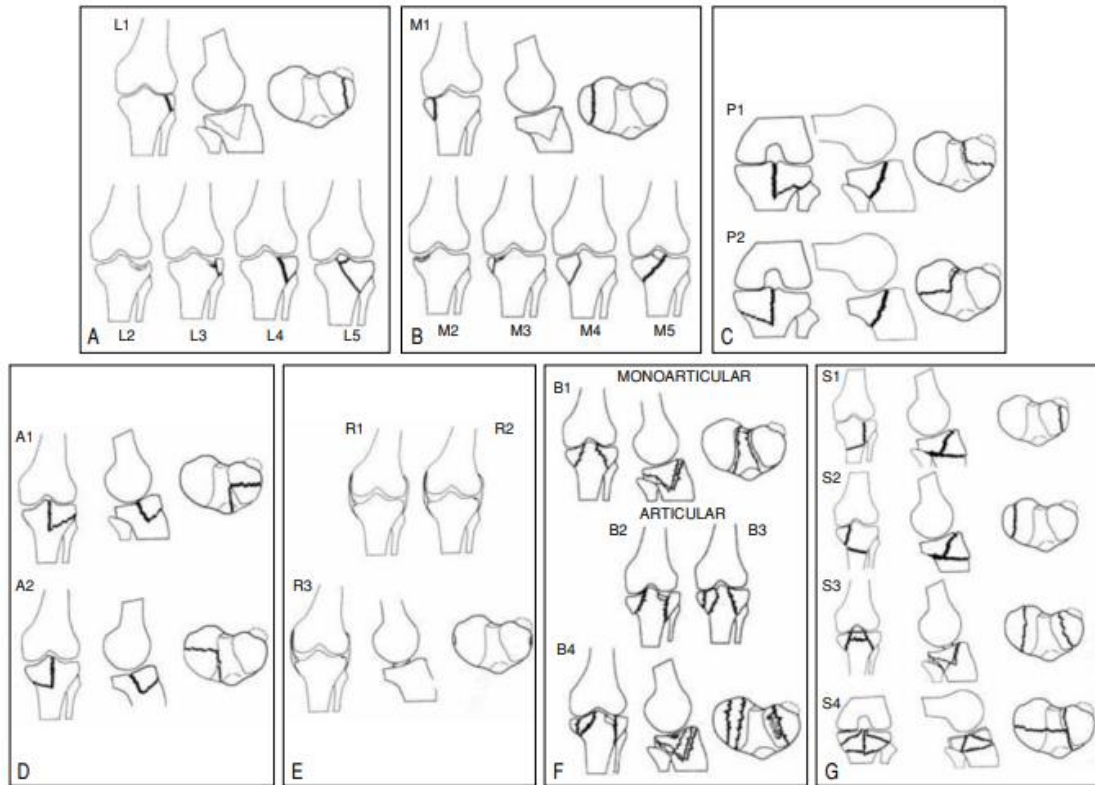 L1
L2 L3 L4 L5
A
M1
M2 M3 M4 M5
B
P1
P2
C
A1
A2
D
R1 R2
R3
E
MONOARTICULAR
B1
ARTICULAR
B2 B3
B4
F
S1
S2
S3
S4
G